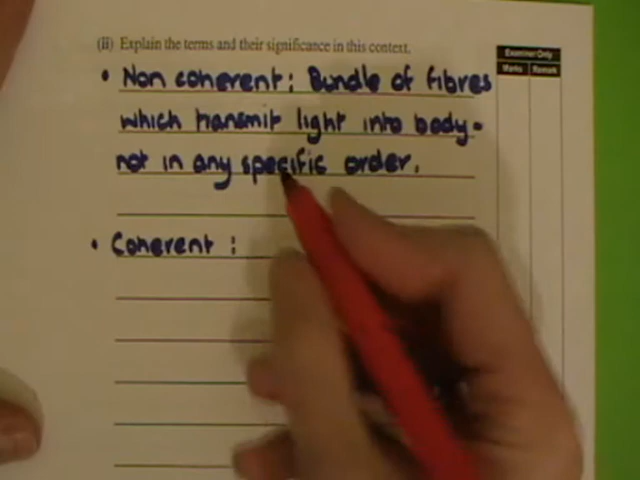 (ii) Explain the terms and their significance in this context.
Examiner Only
Marks Remark
• Non coherent: Bundle of fibres
which transmit light into body -
not in any specific order.
• Coherent :